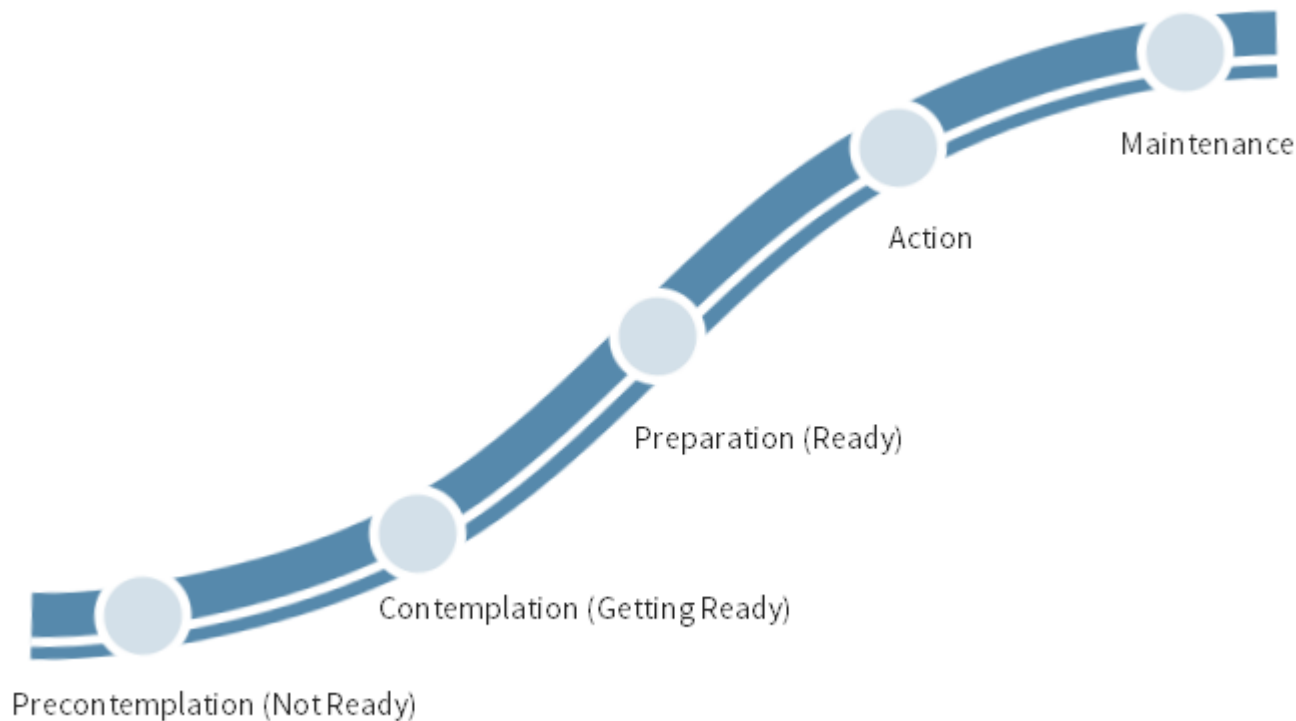 Maintenance
Action
Preparation (Ready)
Contemplation (Getting Ready)
Precontemplation (Not Ready)